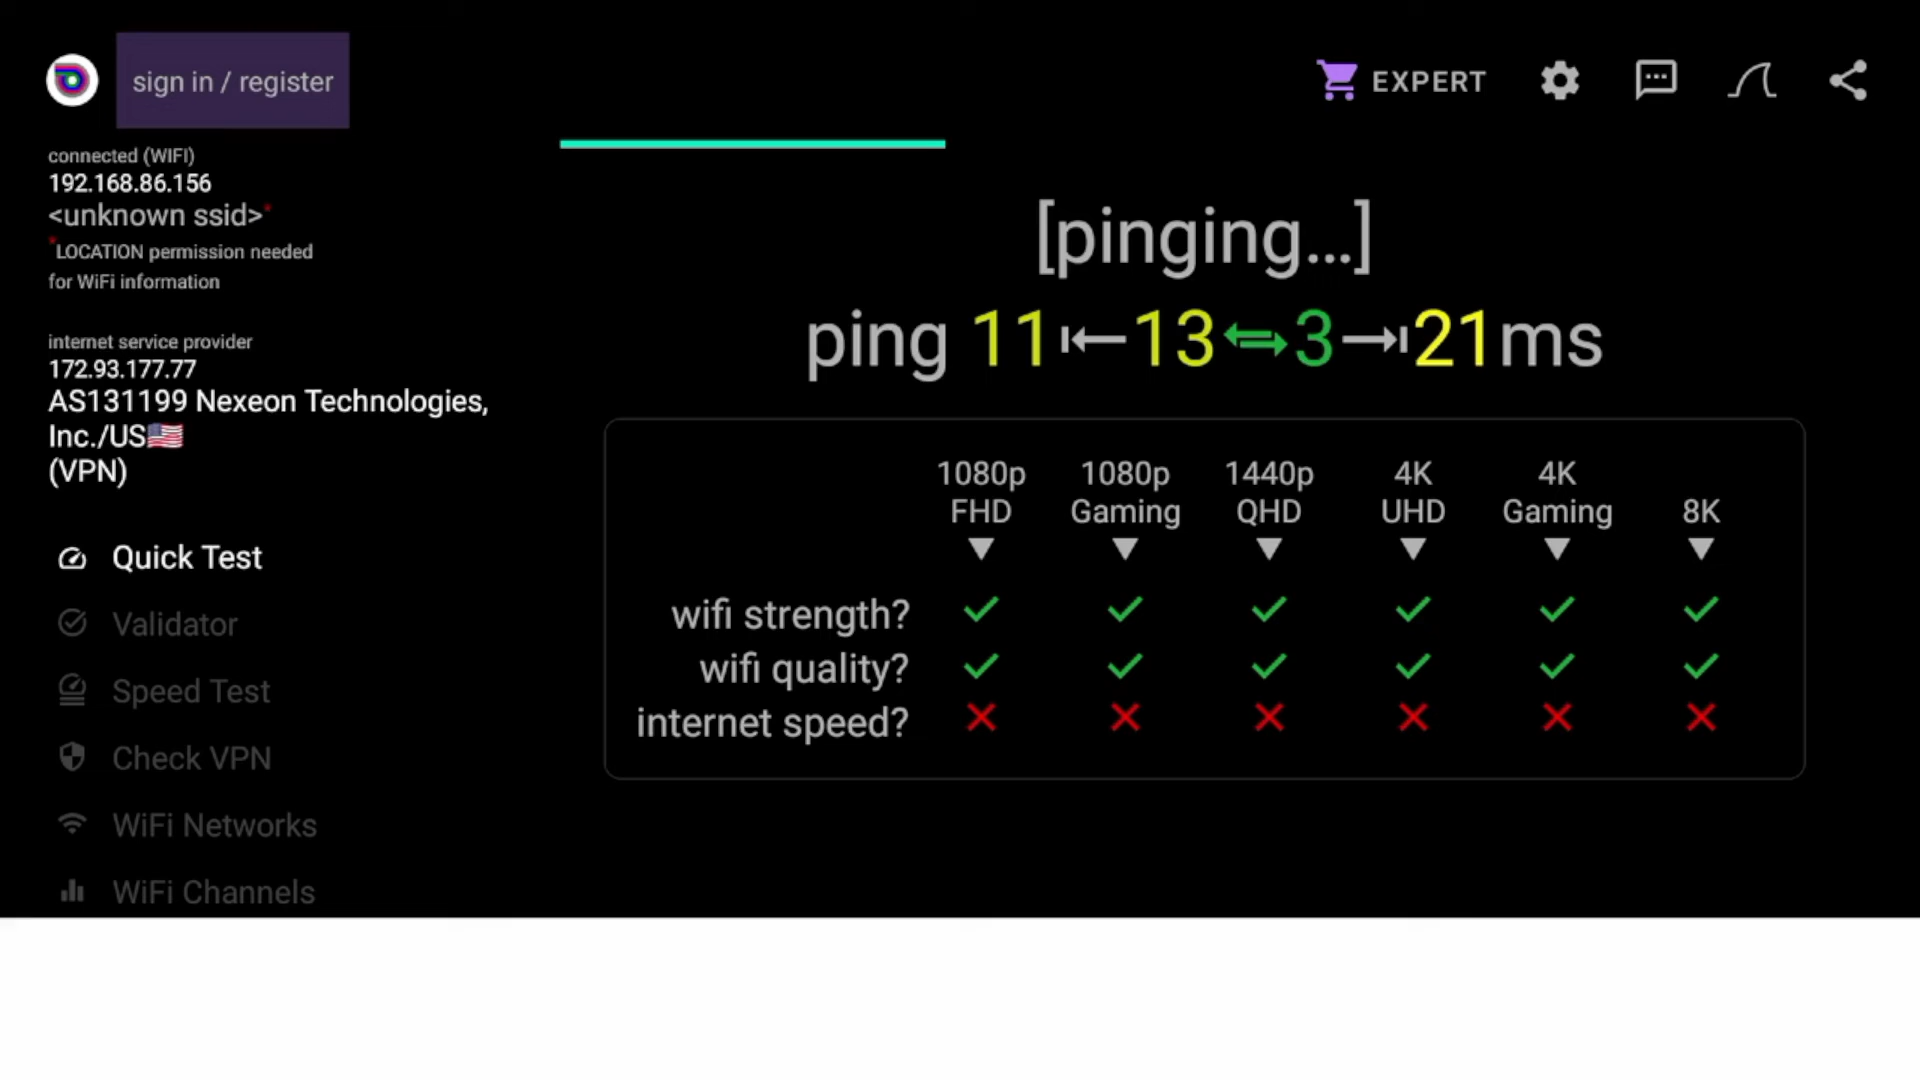 sign in / register
EXPERT
connected (WIFI)
192.168.86.156
<unknown ssid>*
*LOCATION permission needed
for WiFi information
internet service provider
172.93.177.77
AS131199 Nexeon Technologies,
Inc./US🇺🇸
(VPN)
Quick Test
Validator
Speed Test
Check VPN
WiFi Networks
WiFi Channels
[pinging...]
ping 11⇤13⇋3⇥21ms
1080p FHD
1080p Gaming
1440p QHD
4K UHD
4K Gaming
8K
wifi strength? ✓ ✓ ✓ ✓ ✓ ✓
wifi quality? ✓ ✓ ✓ ✓ ✓ ✓
internet speed? ✕ ✕ ✕ ✕ ✕ ✕